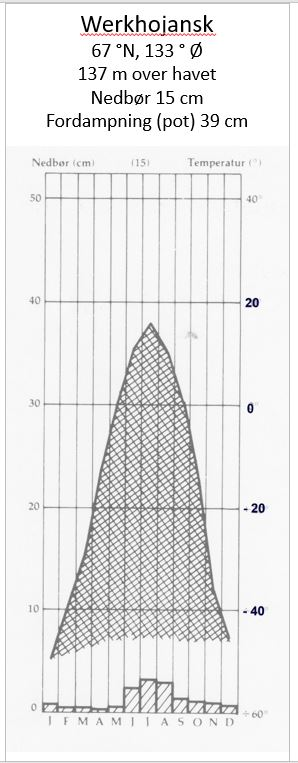 Werkhojansk
67 °N, 133 ° Ø
137 m over havet
Nedbør 15 cm
Fordampning (pot) 39 cm
Nedbør (cm) (15) Temperatur (°)
50 40°
40 20
30 0°
20 - 20
10 - 40
0 ÷ 60°
J F M A M J J A S O N D